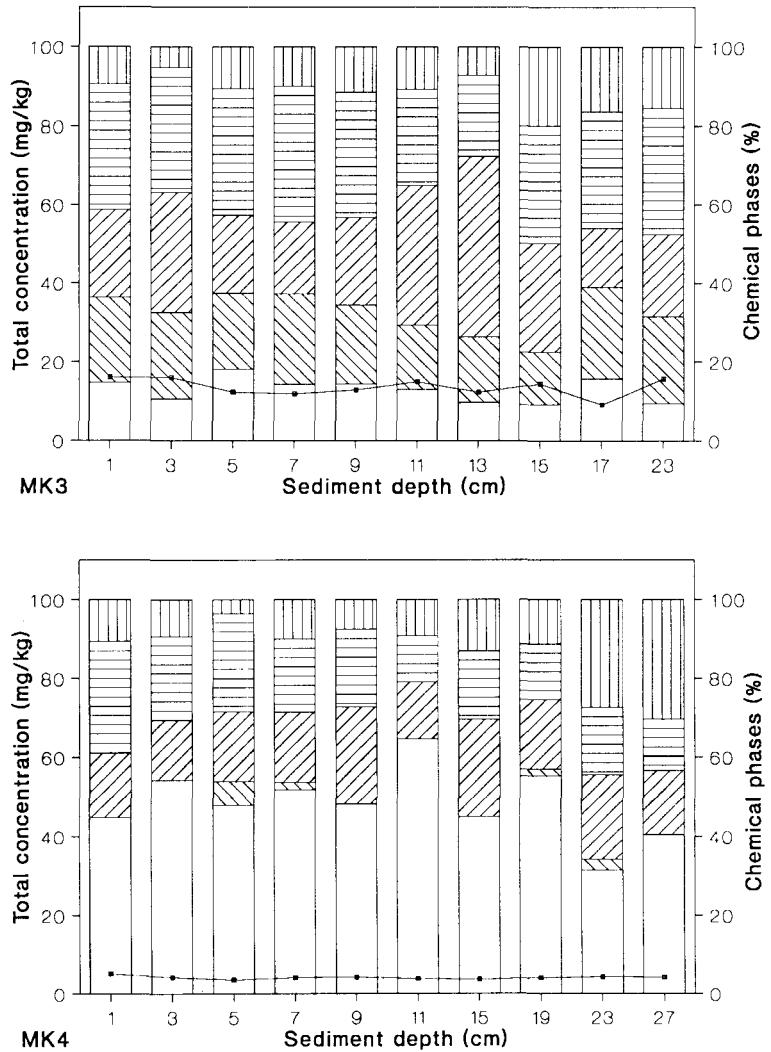 Total concentration (mg/kg)
Chemical phases (%)
100
80
60
40
20
0
100
80
60
40
20
0
1 3 5 7 9 11 13 15 17 23
MK3
Sediment depth (cm)
Total concentration (mg/kg)
Chemical phases (%)
100
80
60
40
20
0
100
80
60
40
20
0
1 3 5 7 9 11 15 19 23 27
MK4
Sediment depth (cm)